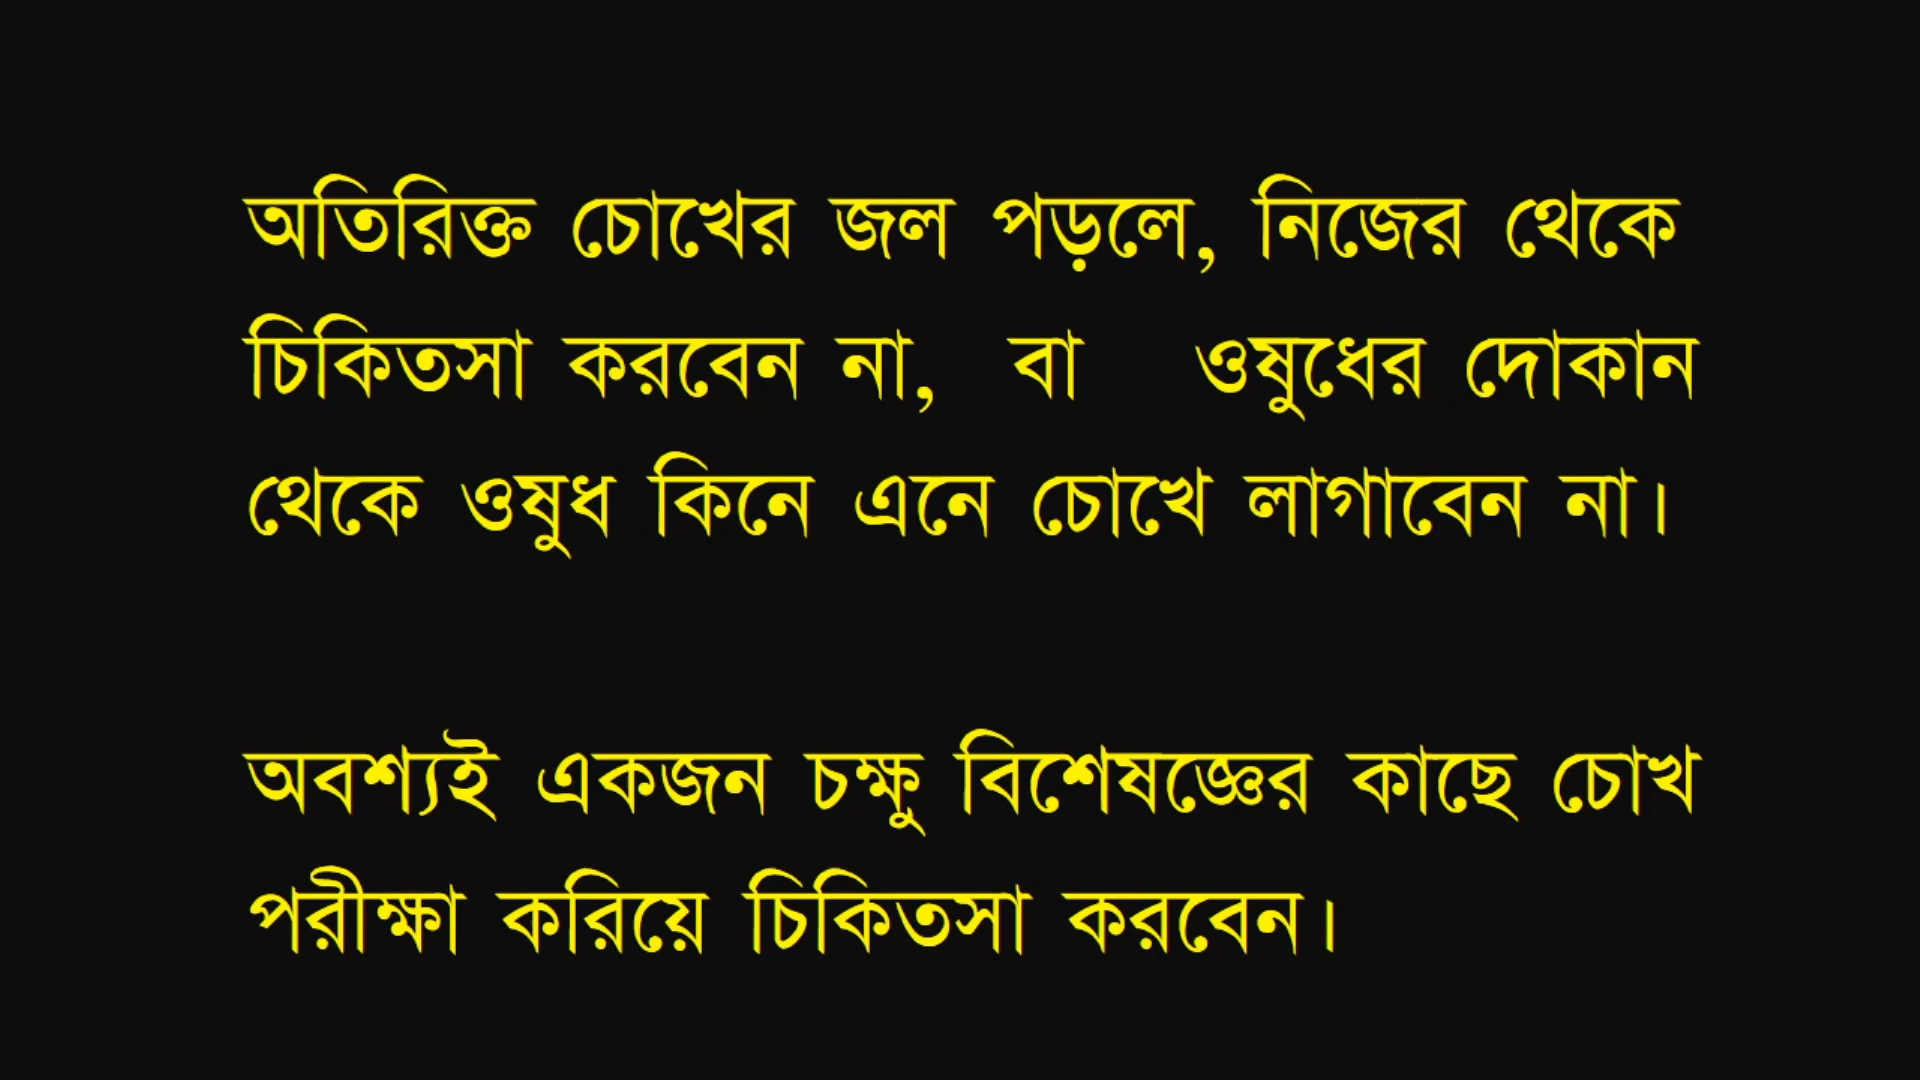 অতিরিক্ত চোখের জল পড়লে, নিজের থেকে
চিকিতসা করবেন না, বা ওষুধের দোকান
থেকে ওষুধ কিনে এনে চোখে লাগাবেন না।
অবশ্যই একজন চক্ষু বিশেষজ্ঞের কাছে চোখ
পরীক্ষা করিয়ে চিকিতসা করবেন।